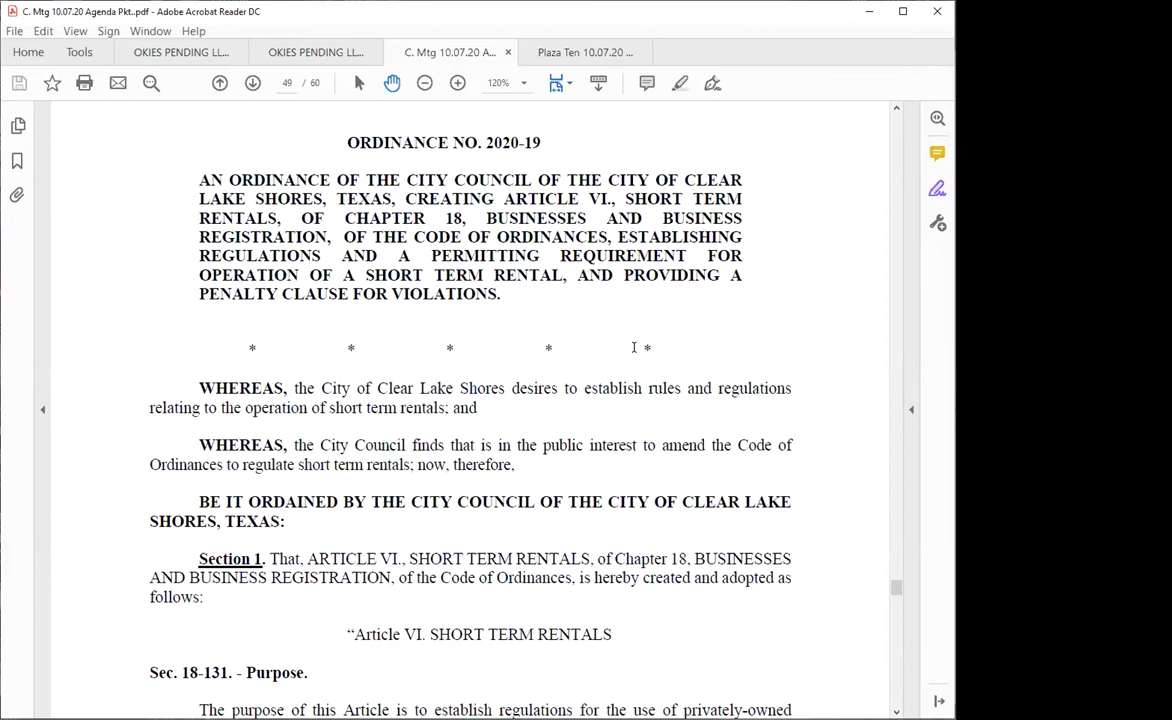 C. Mtg 10.07.20 Agenda Pkt..pdf - Adobe Acrobat Reader DC
File Edit View Sign Window Help
Home Tools OKIES PENDING LL... OKIES PENDING LL... C. Mtg 10.07.20 A... × Plaza Ten 10.07.20 ...
49 / 60 120%
ORDINANCE NO. 2020-19
AN ORDINANCE OF THE CITY COUNCIL OF THE CITY OF CLEAR
LAKE SHORES, TEXAS, CREATING ARTICLE VI., SHORT TERM
RENTALS, OF CHAPTER 18, BUSINESSES AND BUSINESS
REGISTRATION, OF THE CODE OF ORDINANCES, ESTABLISHING
REGULATIONS AND A PERMITTING REQUIREMENT FOR
OPERATION OF A SHORT TERM RENTAL, AND PROVIDING A
PENALTY CLAUSE FOR VIOLATIONS.
* * * * *
WHEREAS, the City of Clear Lake Shores desires to establish rules and regulations
relating to the operation of short term rentals; and
WHEREAS, the City Council finds that is in the public interest to amend the Code of
Ordinances to regulate short term rentals; now, therefore,
BE IT ORDAINED BY THE CITY COUNCIL OF THE CITY OF CLEAR LAKE
SHORES, TEXAS:
Section 1. That, ARTICLE VI., SHORT TERM RENTALS, of Chapter 18, BUSINESSES
AND BUSINESS REGISTRATION, of the Code of Ordinances, is hereby created and adopted as
follows:
“Article VI. SHORT TERM RENTALS
Sec. 18-131. - Purpose.
The purpose of this Article is to establish regulations for the use of privately-owned